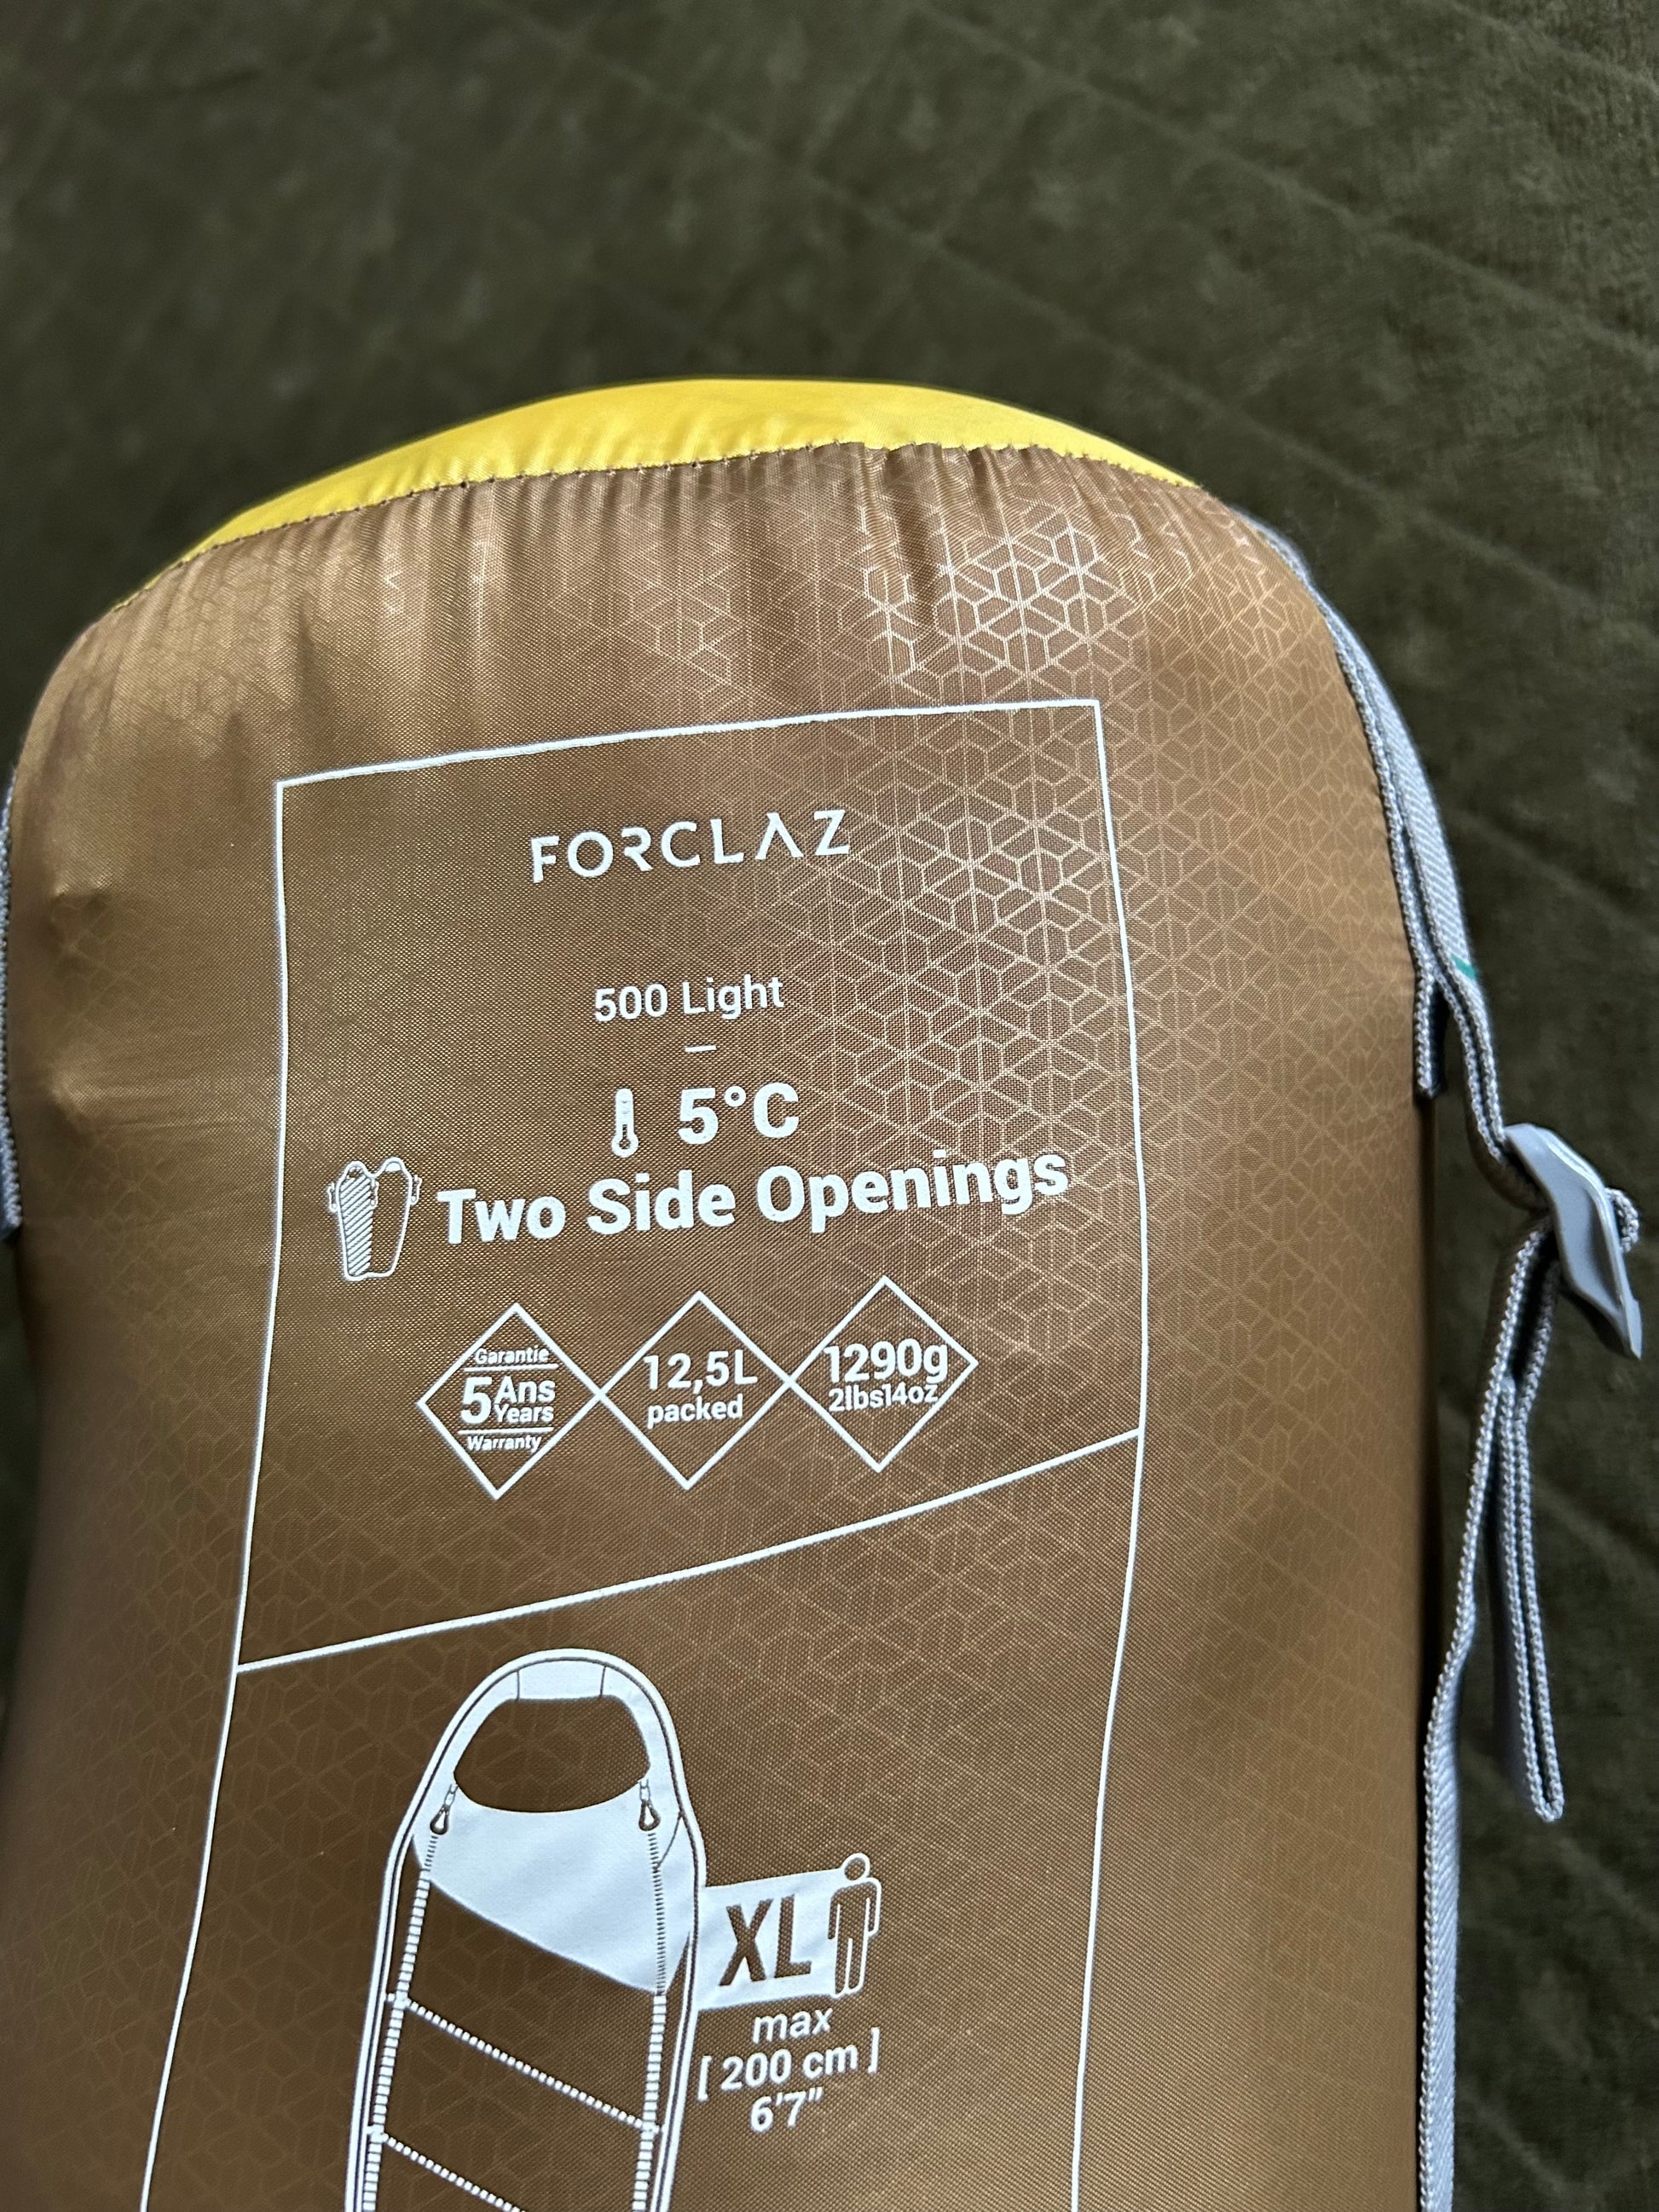 FORCLAZ
500 Light
5°C
Two Side Openings
Garantie
5 Ans
Years
Warranty
12,5L
packed
1290g
2lbs14oz
XL
max
[ 200 cm ]
6'7"